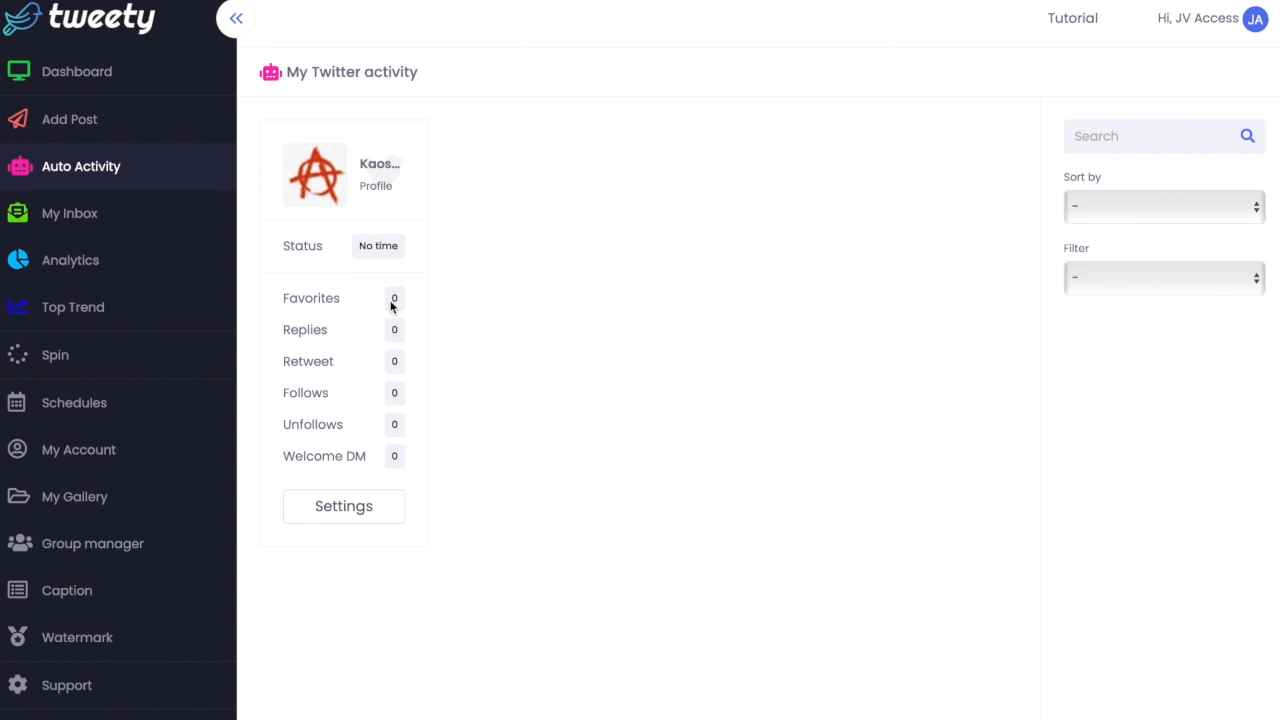 tweety
Tutorial
Hi, JV Access
JA
Dashboard
Add Post
Auto Activity
My Inbox
Analytics
Top Trend
Spin
Schedules
My Account
My Gallery
Group manager
Caption
Watermark
Support
My Twitter activity
Kaos...
Profile
Status No time
Favorites 0
Replies 0
Retweet 0
Follows 0
Unfollows 0
Welcome DM 0
Settings
Search
Sort by
-
Filter
-